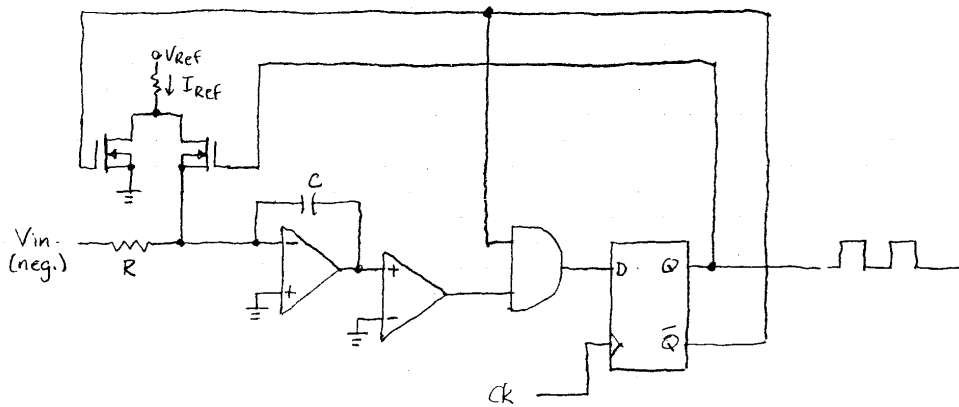 VRef
↓ IRef
C
Vin.
(neg.)
R
−
+
+
−
D Q
Q̅
Ck